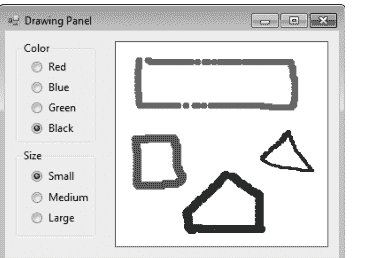 Drawing Panel
Color
Red
Blue
Green
Black
Size
Small
Medium
Large